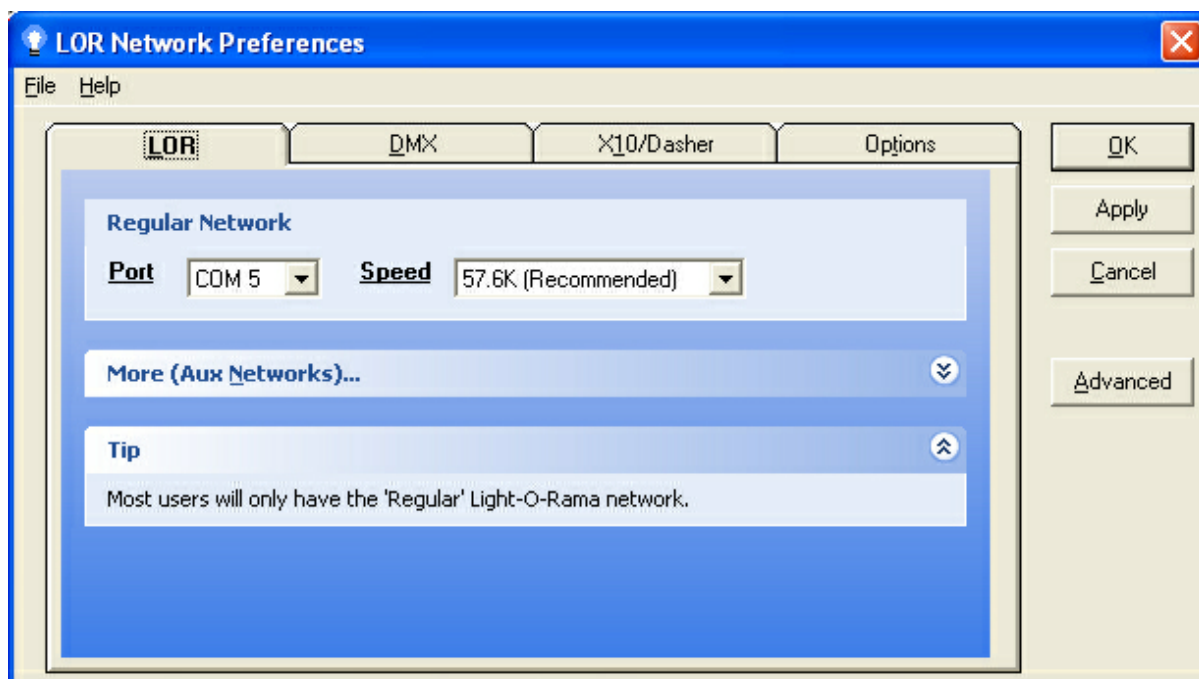 LOR Network Preferences
File Help
LOR DMX X10/Dasher Options
OK
Apply
Cancel
Advanced
Regular Network
Port COM 5 Speed 57.6K (Recommended)
More (Aux Networks)...
Tip
Most users will only have the 'Regular' Light-O-Rama network.